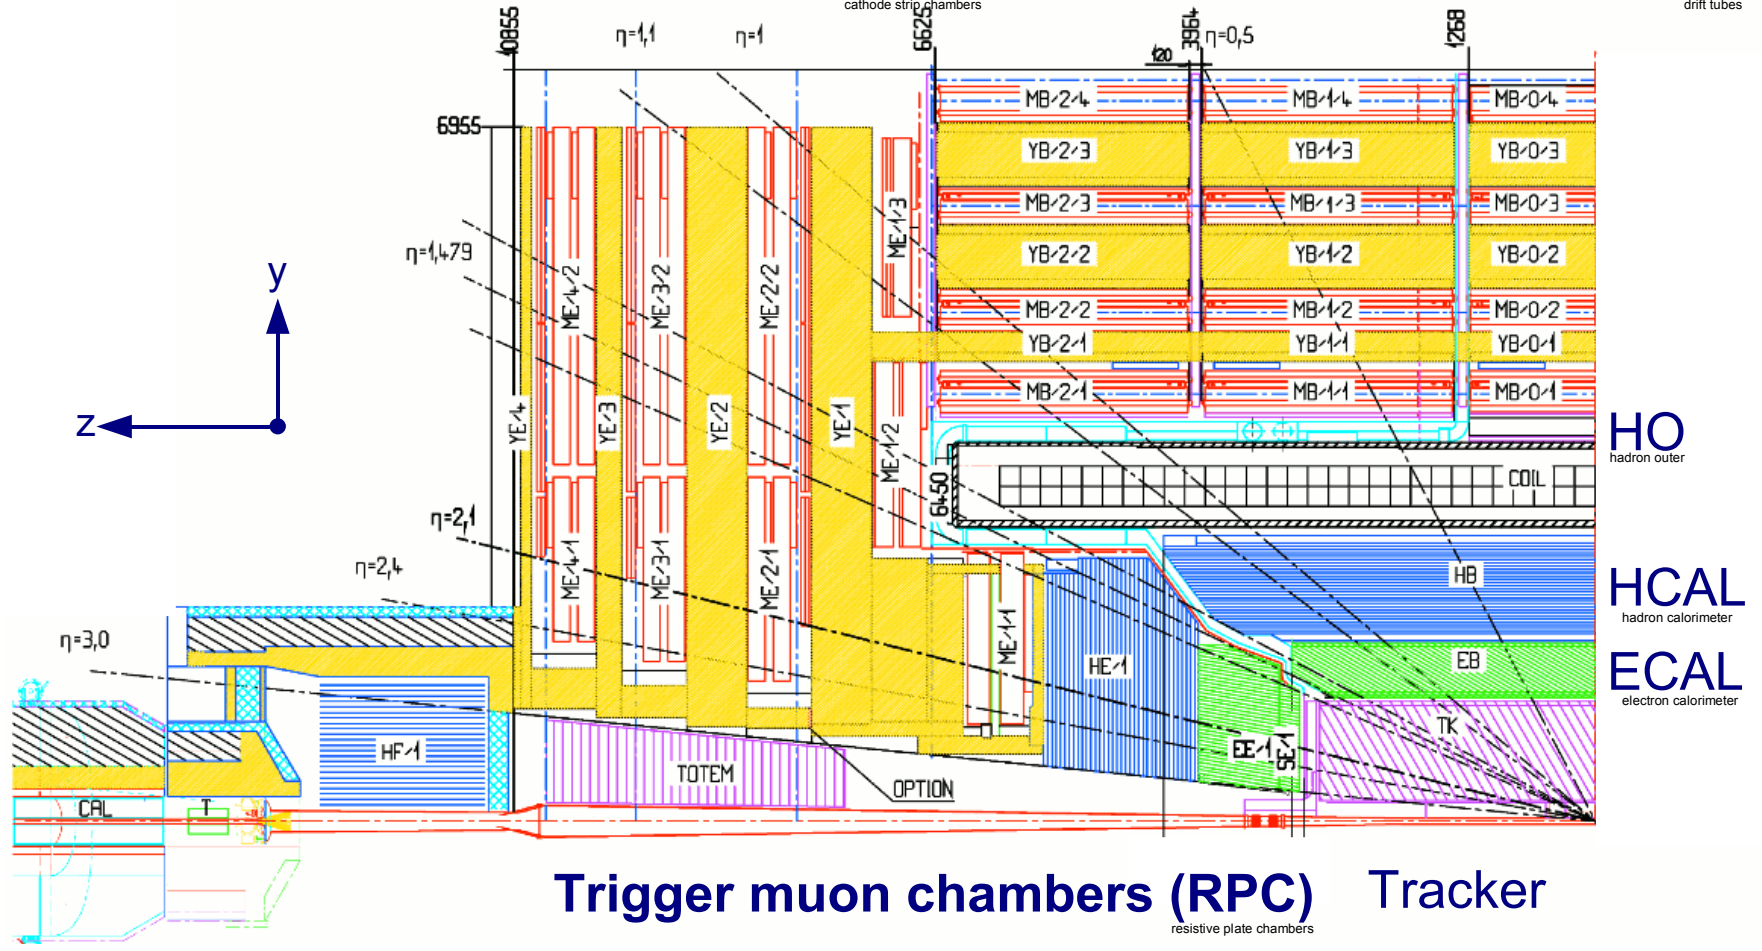 cathode strip chambers
drift tubes
10855
η=1,1
η=1
6625
120
3964
η=0,5
1268
6955
MB/2/4
MB/1/4
MB/0/4
YB/2/3
YB/1/3
YB/0/3
MB/2/3
MB/1/3
MB/0/3
ME/1/3
YB/2/2
YB/1/2
YB/0/2
η=1,479
y
ME/4/2
ME/3/2
ME/2/2
MB/2/2
MB/1/2
MB/0/2
YB/2/1
YB/1/1
YB/0/1
MB/2/1
MB/1/1
MB/0/1
z
YE/4
YE/3
YE/2
YE/1
ME/1/2
HO
hadron outer
6450
COIL
η=2,1
η=2,4
ME/4/1
ME/3/1
ME/2/1
ME/1/1
HB
HCAL
hadron calorimeter
η=3,0
HE/1
EB
ECAL
electron calorimeter
TK
HF/1
EE/1
SE/1
TOTEM
OPTION
CAL
T
Trigger muon chambers (RPC)
resistive plate chambers
Tracker